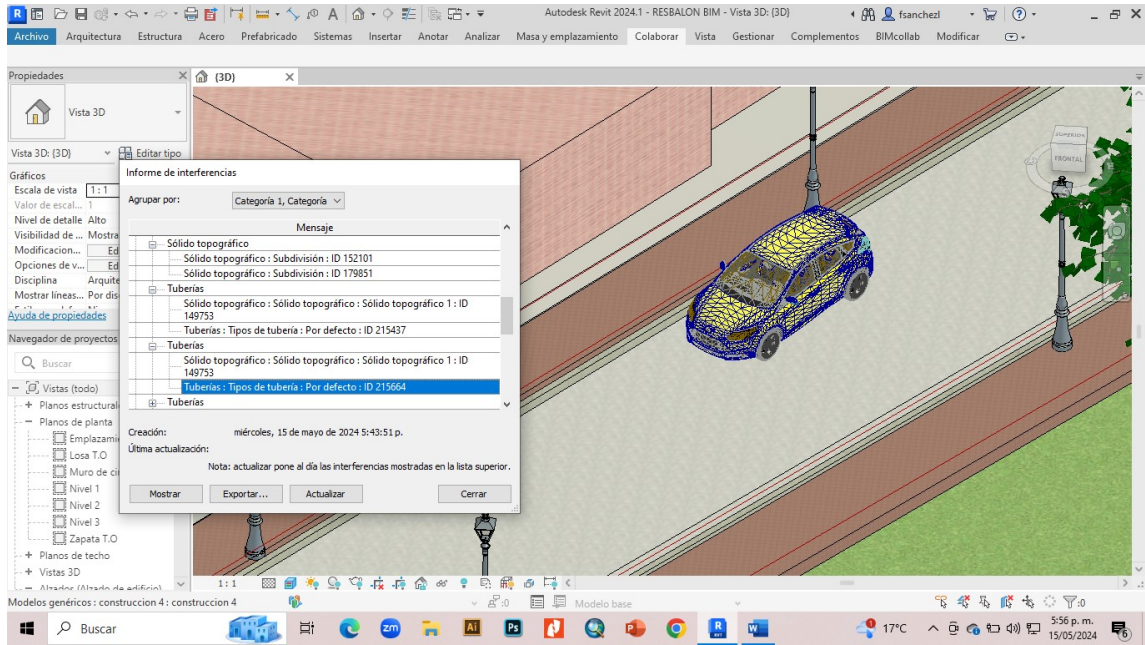 Autodesk Revit 2024.1 - RESBALON BIM - Vista 3D: {3D}
fsanchezl
Archivo Arquitectura Estructura Acero Prefabricado Sistemas Insertar Anotar Analizar Masa y emplazamiento Colaborar Vista Gestionar Complementos BIMcollab Modificar
Propiedades
{3D}
Vista 3D
Vista 3D: {3D}
Editar tipo
Gráficos
Escala de vista 1 : 1
Valor de escal... 1
Nivel de detalle Alto
Visibilidad de ... Mostra
Modificacion... Ed
Opciones de v... Ed
Disciplina Arquite
Mostrar líneas... Por dis
Ayuda de propiedades
Navegador de proyectos
Buscar
Vistas (todo)
Planos estructural
Planos de planta
Emplazami
Losa T.O
Muro de ci
Nivel 1
Nivel 2
Nivel 3
Zapata T.O
Planos de techo
Vistas 3D
Alzados (Alzado de edificio)
Informe de interferencias
Agrupar por:
Categoría 1, Categoría
Mensaje
Sólido topográfico
Sólido topográfico : Subdivisión : ID 152101
Sólido topográfico : Subdivisión : ID 179851
Tuberías
Sólido topográfico : Sólido topográfico : Sólido topográfico 1 : ID
149753
Tuberías : Tipos de tubería : Por defecto : ID 215437
Tuberías
Sólido topográfico : Sólido topográfico : Sólido topográfico 1 : ID
149753
Tuberías : Tipos de tubería : Por defecto : ID 215664
Tuberías
Creación: miércoles, 15 de mayo de 2024 5:43:51 p.
Última actualización:
Nota: actualizar pone al día las interferencias mostradas en la lista superior.
Mostrar Exportar... Actualizar Cerrar
SUPERIOR
FRONTAL
1 : 1
Modelos genéricos : construccion 4 : construccion 4
:0
Modelo base
:0
Buscar
zm
Ai
Ps
17°C
5:56 p. m.
15/05/2024
6